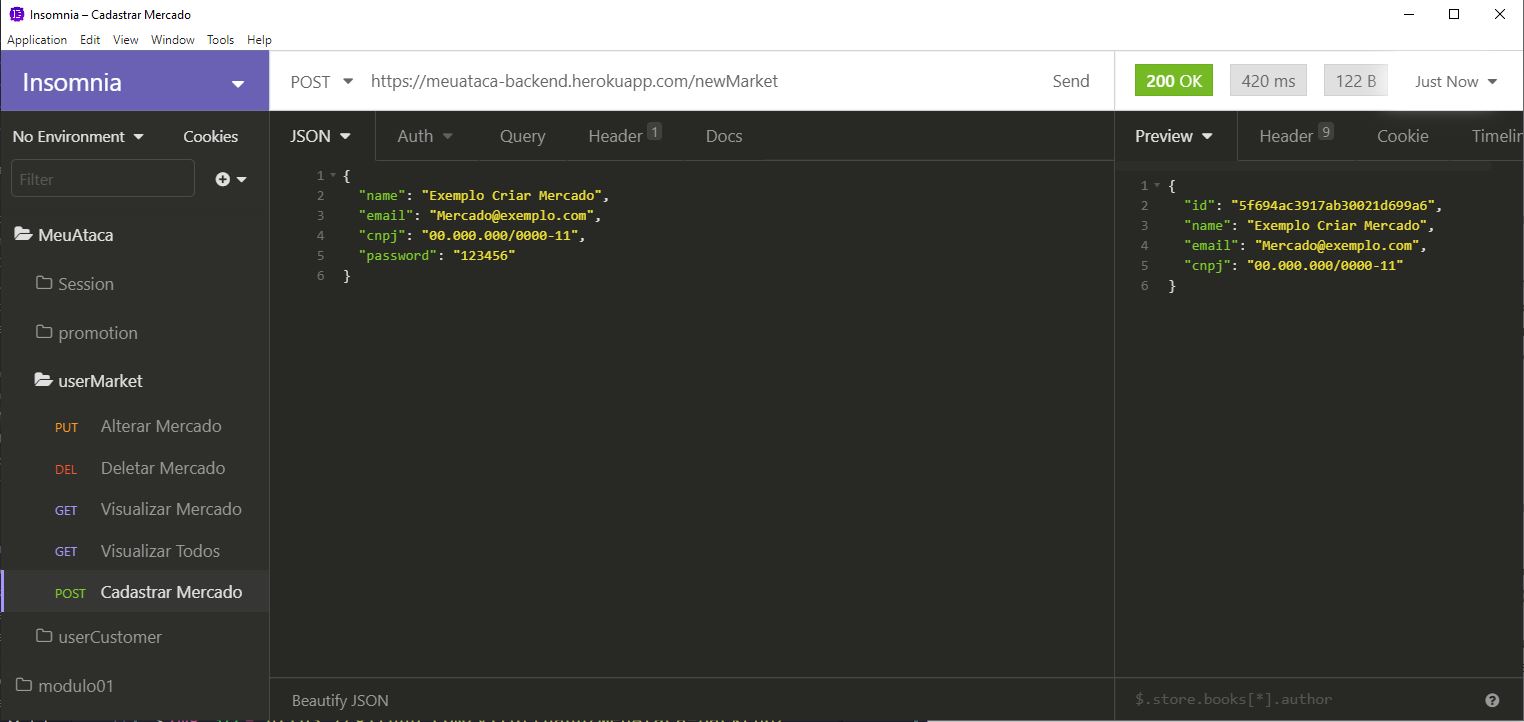 Insomnia – Cadastrar Mercado
Application Edit View Window Tools Help
Insomnia
POST https://meuataca-backend.herokuapp.com/newMarket Send
200 OK 420 ms 122 B Just Now
No Environment Cookies
JSON Auth Query Header 1 Docs
Preview Header 9 Cookie Timelin
Filter
1 {
2 "name": "Exemplo Criar Mercado",
3 "email": "Mercado@exemplo.com",
4 "cnpj": "00.000.000/0000-11",
5 "password": "123456"
6 }
1 {
2 "id": "5f694ac3917ab30021d699a6",
3 "name": "Exemplo Criar Mercado",
4 "email": "Mercado@exemplo.com",
5 "cnpj": "00.000.000/0000-11"
6 }
MeuAtaca
Session
promotion
userMarket
PUT Alterar Mercado
DEL Deletar Mercado
GET Visualizar Mercado
GET Visualizar Todos
POST Cadastrar Mercado
userCustomer
modulo01
Beautify JSON
$.store.books[*].author